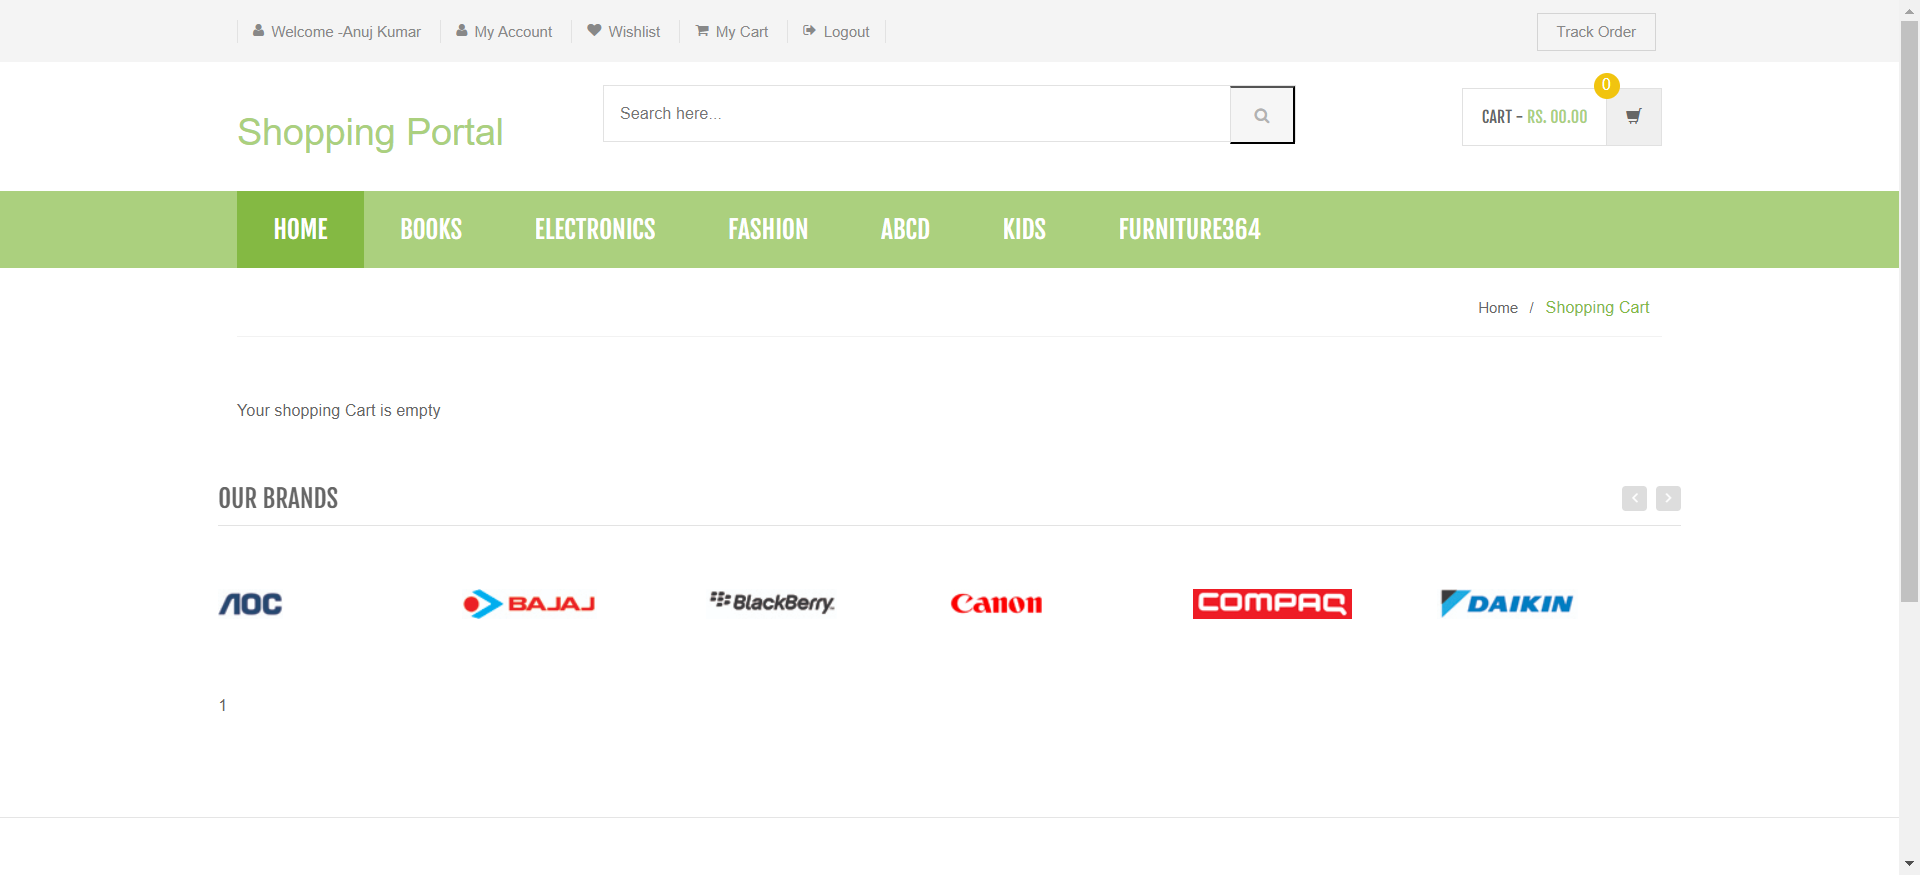 Welcome -Anuj Kumar My Account Wishlist My Cart Logout Track Order
0
Shopping Portal Search here... CART - RS. 00.00
HOME BOOKS ELECTRONICS FASHION ABCD KIDS FURNITURE364
Home / Shopping Cart
Your shopping Cart is empty
OUR BRANDS
AOC BAJAJ BlackBerry. Canon COMPAQ DAIKIN
1